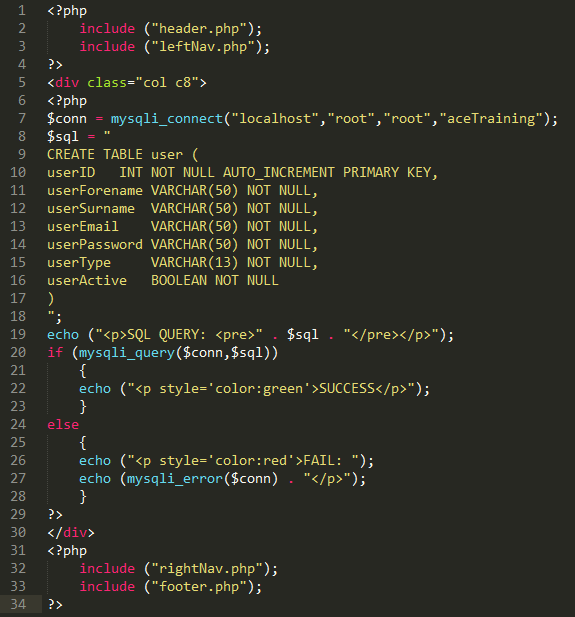 1 <?php
2     include ("header.php");
3     include ("leftNav.php");
4 ?>
5 <div class="col c8">
6 <?php
7 $conn = mysqli_connect("localhost","root","root","aceTraining");
8 $sql = "
9 CREATE TABLE user (
10 userID   INT NOT NULL AUTO_INCREMENT PRIMARY KEY,
11 userForename VARCHAR(50) NOT NULL,
12 userSurname  VARCHAR(50) NOT NULL,
13 userEmail    VARCHAR(50) NOT NULL,
14 userPassword VARCHAR(50) NOT NULL,
15 userType     VARCHAR(13) NOT NULL,
16 userActive   BOOLEAN NOT NULL
17 )
18 ";
19 echo ("<p>SQL QUERY: <pre>" . $sql . "</pre></p>");
20 if (mysqli_query($conn,$sql))
21     {
22     echo ("<p style='color:green'>SUCCESS</p>");
23     }
24 else
25     {
26     echo ("<p style='color:red'>FAIL: ");
27     echo (mysqli_error($conn) . "</p>");
28     }
29 ?>
30 </div>
31 <?php
32     include ("rightNav.php");
33     include ("footer.php");
34 ?>